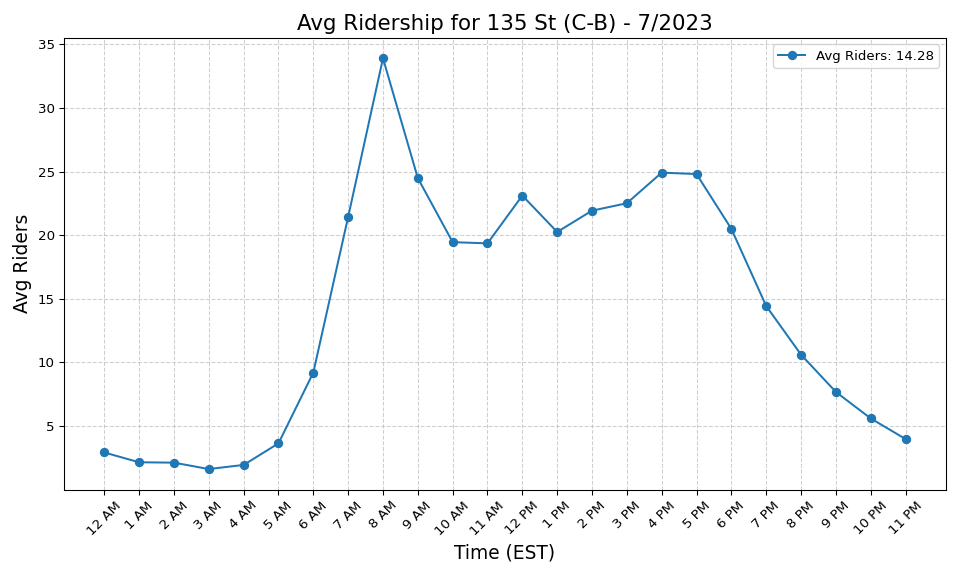 Avg Ridership for 135 St (C-B) - 7/2023
Avg Riders: 14.28
Avg Riders
35
30
25
20
15
10
5
12 AM
1 AM
2 AM
3 AM
4 AM
5 AM
6 AM
7 AM
8 AM
9 AM
10 AM
11 AM
12 PM
1 PM
2 PM
3 PM
4 PM
5 PM
6 PM
7 PM
8 PM
9 PM
10 PM
11 PM
Time (EST)